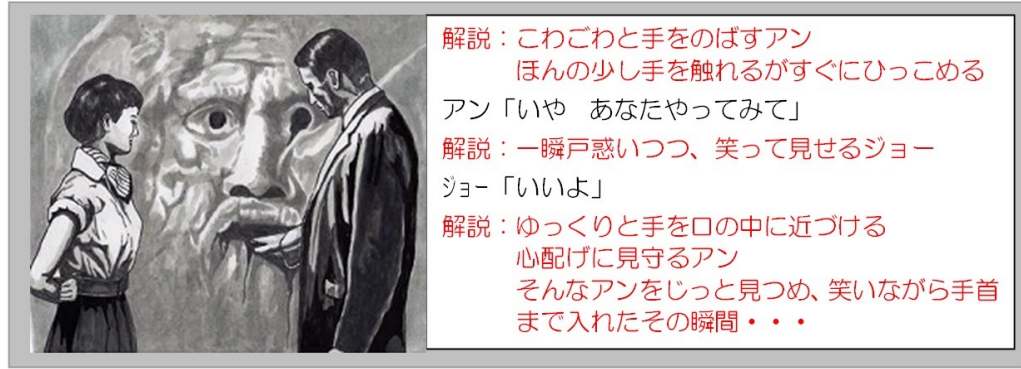 解説：こわごわと手をのばすアン
ほんの少し手を触れるがすぐにひっこめる
アン「いや　あなたやってみて」
解説：一瞬戸惑いつつ、笑って見せるジョー
ジョー「いいよ」
解説：ゆっくりと手を口の中に近づける
心配げに見守るアン
そんなアンをじっと見つめ、笑いながら手首
まで入れたその瞬間・・・